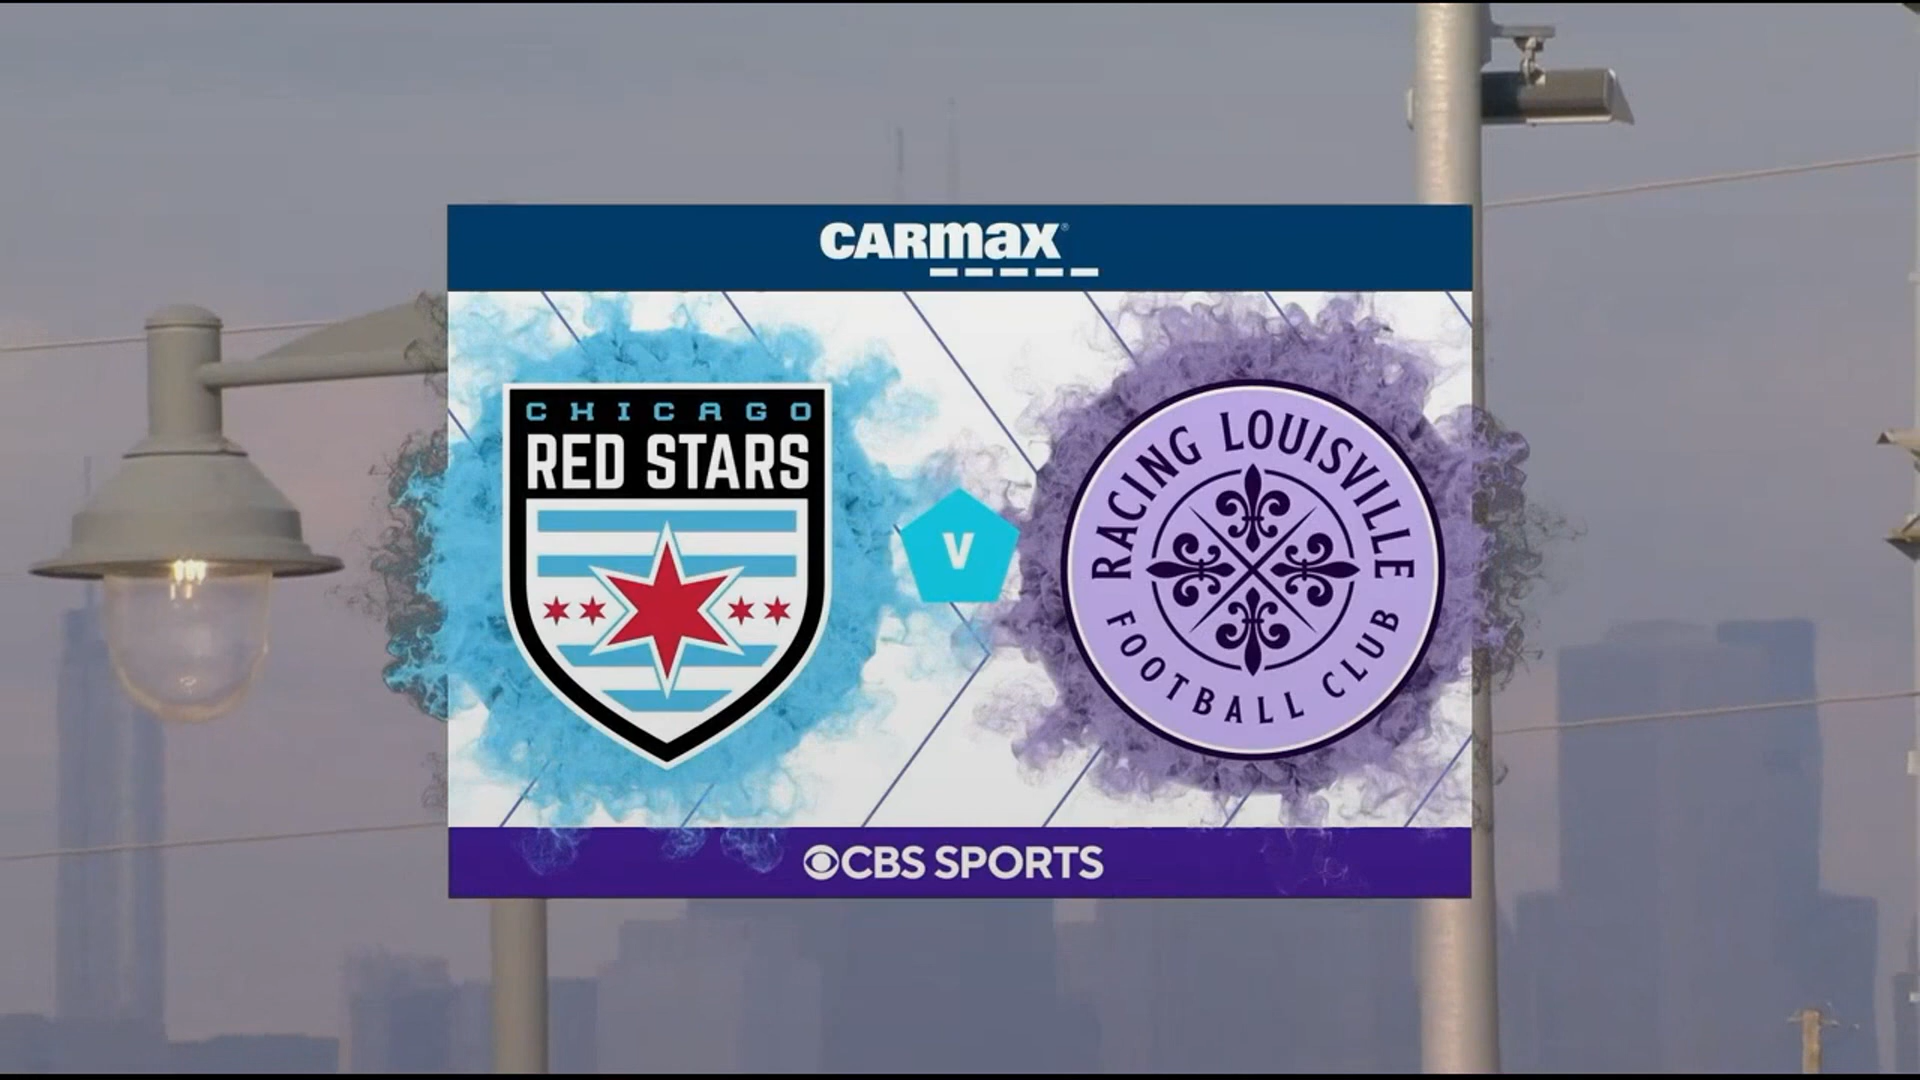 CARMAX
CHICAGO
RED STARS
V
RACING LOUISVILLE
FOOTBALL CLUB
CBS SPORTS